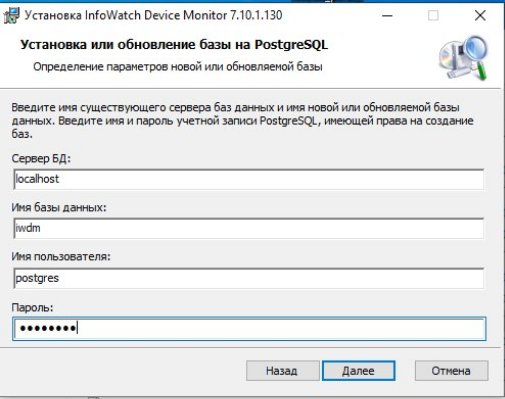 Установка InfoWatch Device Monitor 7.10.1.130
Установка или обновление базы на PostgreSQL
Определение параметров новой или обновляемой базы
Введите имя существующего сервера баз данных и имя новой или обновляемой базы
данных. Введите имя и пароль учетной записи PostgreSQL, имеющей права на создание
баз.
Сервер БД:
localhost
Имя базы данных:
iwdm
Имя пользователя:
postgres
Пароль:
●●●●●●●●
Назад Далее Отмена